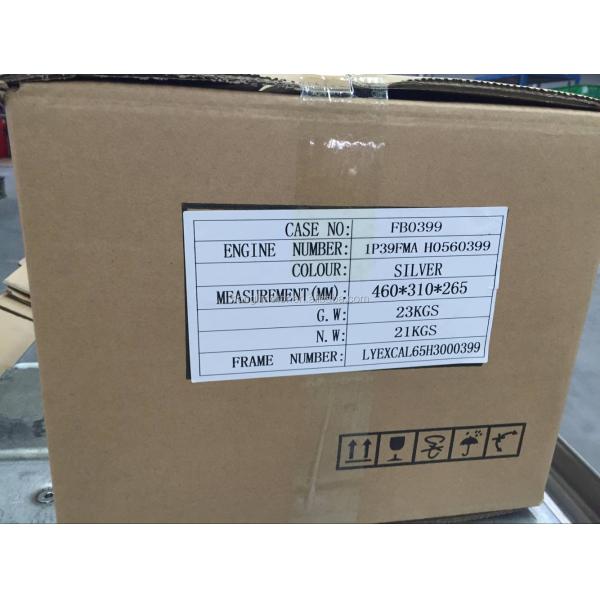 CASE NO: FB0399
ENGINE NUMBER: 1P39FMA H0560399
COLOUR: SILVER
MEASUREMENT(MM): 460*310*265
G.W: 23KGS
N.W: 21KGS
FRAME NUMBER: LYEXCAL65H3000399